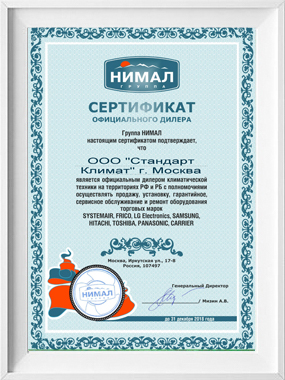 НИМАЛ
ГРУППА
СЕРТИФИКАТ
ОФИЦИАЛЬНОГО ДИЛЕРА
Группа НИМАЛ
настоящим сертификатом подтверждает,
что
ООО "Стандарт
Климат" г. Москва
является официальным дилером климатической
техники на территориях РФ и РБ с полномочиями
осуществлять продажу, установку, гарантийное,
сервисное обслуживание и ремонт оборудования
торговых марок
SYSTEMAIR, FRICO, LG Electronics, SAMSUNG,
HITACHI, TOSHIBA, PANASONIC, CARRIER
Москва, Иркутская ул., 17-8
Россия, 107497
Генеральный Директор
/ Мизин А.В.
НИМАЛ
до 31 декабря 2018 года